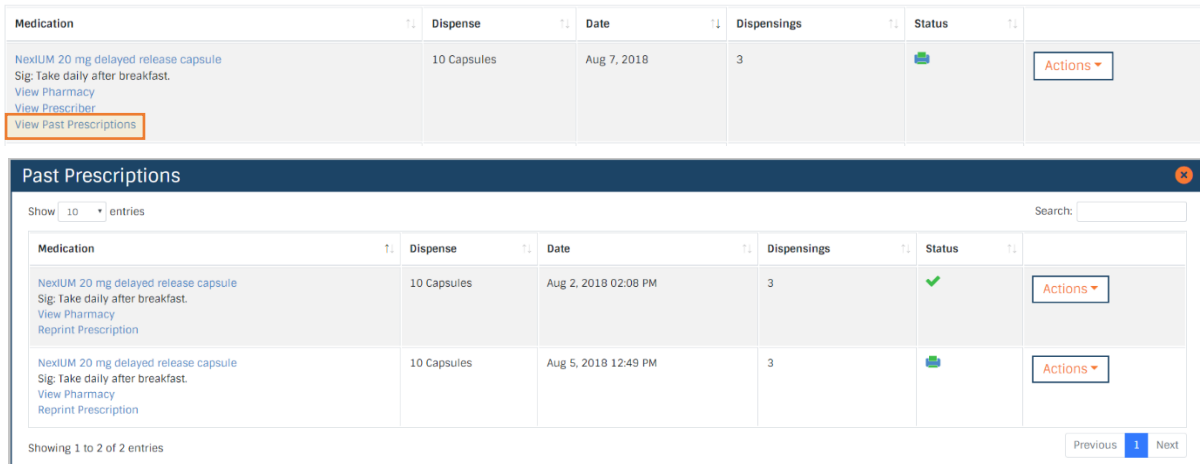 Medication Dispense Date Dispensings Status
NexIUM 20 mg delayed release capsule 10 Capsules Aug 7, 2018 3 Actions
Sig: Take daily after breakfast.
View Pharmacy
View Prescriber
View Past Prescriptions
Past Prescriptions
Show 10 entries Search:
Medication Dispense Date Dispensings Status
NexIUM 20 mg delayed release capsule 10 Capsules Aug 2, 2018 02:08 PM 3 Actions
Sig: Take daily after breakfast.
View Pharmacy
Reprint Prescription
NexIUM 20 mg delayed release capsule 10 Capsules Aug 5, 2018 12:49 PM 3 Actions
Sig: Take daily after breakfast.
View Pharmacy
Reprint Prescription
Showing 1 to 2 of 2 entries Previous 1 Next